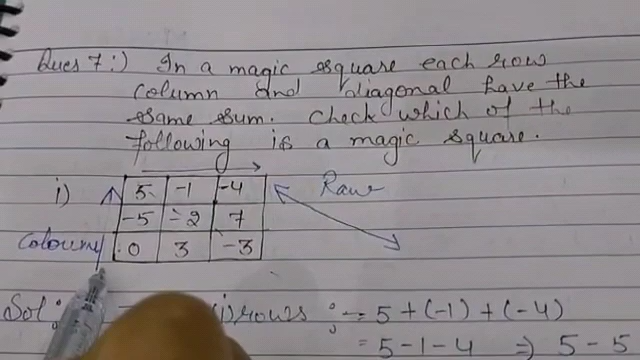 Ques 7:) In a magic square each row
column and diagonal have the
same sum. Check which of the
following is a magic square.
i) 5 -1 -4
-5 -2 7
0 3 -3
Sol: (i) rows : - 5 + (-1) + (-4)
= 5 - 1 - 4 ⇒ 5 - 5